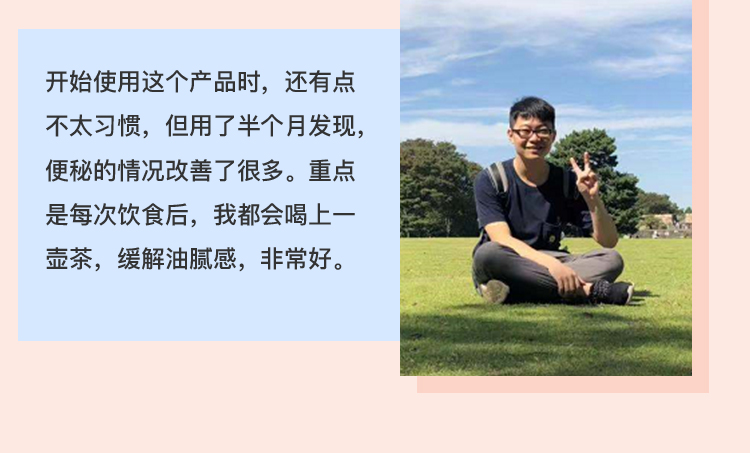 开始使用这个产品时，还有点
不太习惯，但用了半个月发现，
便秘的情况改善了很多。重点
是每次饮食后，我都会喝上一
壶茶，缓解油腻感，非常好。